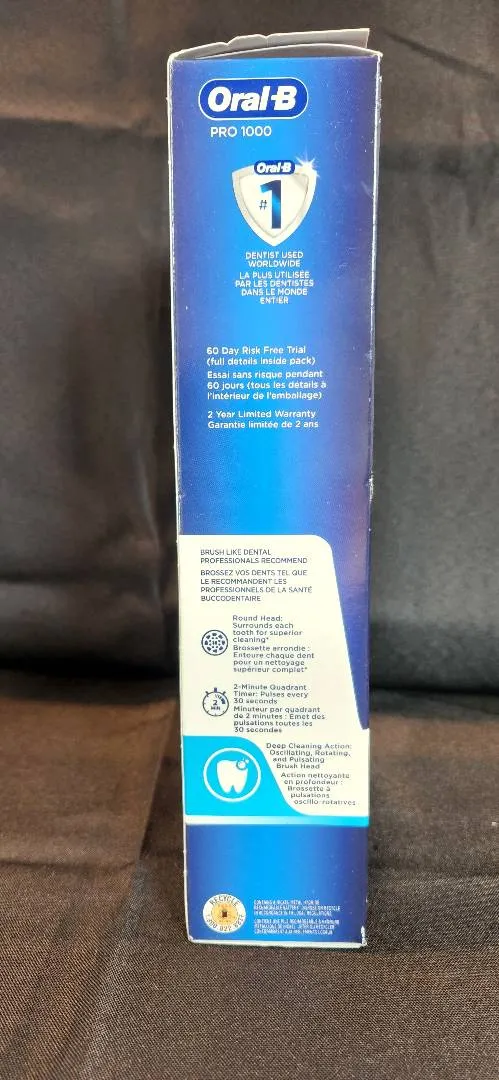 Oral-B
PRO 1000
Oral-B
#1
DENTIST USED
WORLDWIDE
LA PLUS UTILISÉE
PAR LES DENTISTES
DANS LE MONDE
ENTIER
60 Day Risk Free Trial
(full details inside pack)
Essai sans risque pendant
60 jours (tous les détails à
l'intérieur de l'emballage)
2 Year Limited Warranty
Garantie limitée de 2 ans
BRUSH LIKE DENTAL
PROFESSIONALS RECOMMEND
BROSSEZ VOS DENTS TEL QUE
LE RECOMMANDENT LES
PROFESSIONNELS DE LA SANTÉ
BUCCODENTAIRE
Round Head:
Surrounds each
tooth for superior
cleaning*
Brossette arrondie :
Entoure chaque dent
pour un nettoyage
supérieur complet*
2 MIN
2-Minute Quadrant
Timer: Pulses every
30 seconds
Minuteur par quadrant
de 2 minutes : Émet des
pulsations toutes les
30 secondes
Deep Cleaning Action:
Oscillating, Rotating,
and Pulsating
Brush Head
Action nettoyante
en profondeur :
Brossette à
pulsations
oscillo-rotatives
RECYCLE